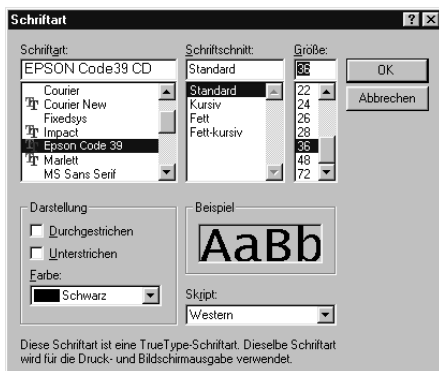 Schriftart
Schriftart: Schriftschnitt: Größe:
EPSON Code39 CD Standard 36 OK
Abbrechen
Courier Standard 22
Courier New Kursiv 24
Fixedsys Fett 26
Impact Fett-kursiv 28
Epson Code 39 36
Marlett 48
MS Sans Serif 72
Darstellung Beispiel
Durchgestrichen
Unterstrichen
AaBb
Farbe:
Schwarz
Skript:
Western
Diese Schriftart ist eine TrueType-Schriftart. Dieselbe Schriftart
wird für die Druck- und Bildschirmausgabe verwendet.